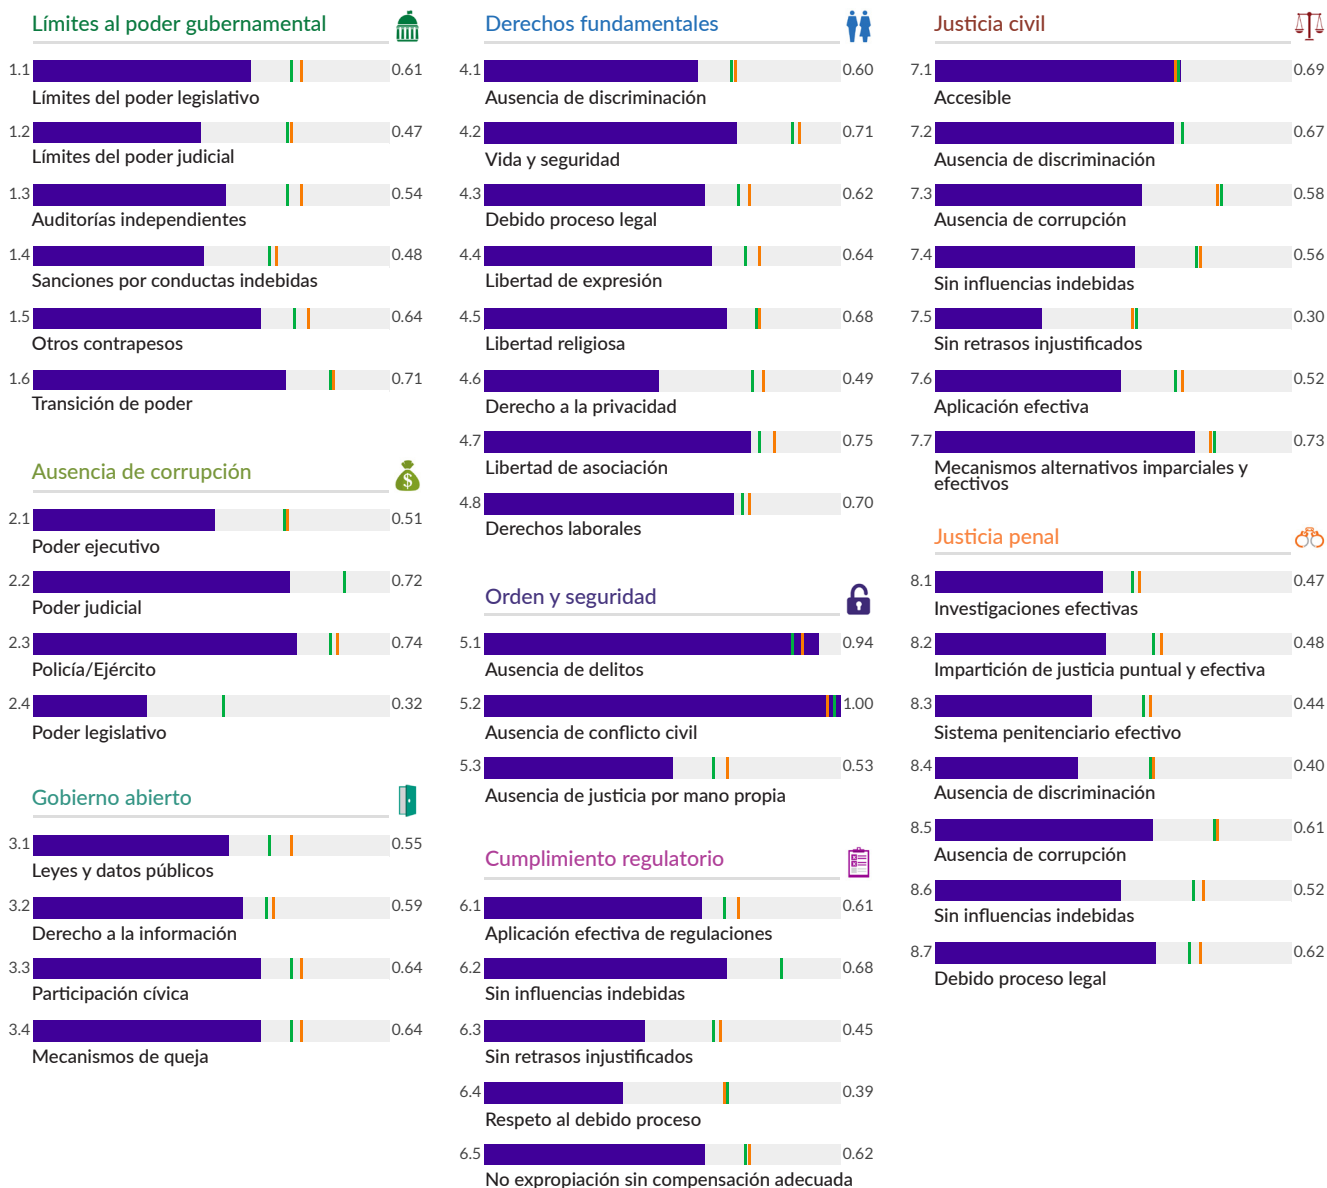 Límites al poder gubernamental
1.1 0.61
Límites del poder legislativo
1.2 0.47
Límites del poder judicial
1.3 0.54
Auditorías independientes
1.4 0.48
Sanciones por conductas indebidas
1.5 0.64
Otros contrapesos
1.6 0.71
Transición de poder
Ausencia de corrupción
$
2.1 0.51
Poder ejecutivo
2.2 0.72
Poder judicial
2.3 0.74
Policía/Ejército
2.4 0.32
Poder legislativo
Gobierno abierto
3.1 0.55
Leyes y datos públicos
3.2 0.59
Derecho a la información
3.3 0.64
Participación cívica
3.4 0.64
Mecanismos de queja
Derechos fundamentales
4.1 0.60
Ausencia de discriminación
4.2 0.71
Vida y seguridad
4.3 0.62
Debido proceso legal
4.4 0.64
Libertad de expresión
4.5 0.68
Libertad religiosa
4.6 0.49
Derecho a la privacidad
4.7 0.75
Libertad de asociación
4.8 0.70
Derechos laborales
Orden y seguridad
5.1 0.94
Ausencia de delitos
5.2 1.00
Ausencia de conflicto civil
5.3 0.53
Ausencia de justicia por mano propia
Cumplimiento regulatorio
6.1 0.61
Aplicación efectiva de regulaciones
6.2 0.68
Sin influencias indebidas
6.3 0.45
Sin retrasos injustificados
6.4 0.39
Respeto al debido proceso
6.5 0.62
No expropiación sin compensación adecuada
Justicia civil
7.1 0.69
Accesible
7.2 0.67
Ausencia de discriminación
7.3 0.58
Ausencia de corrupción
7.4 0.56
Sin influencias indebidas
7.5 0.30
Sin retrasos injustificados
7.6 0.52
Aplicación efectiva
7.7 0.73
Mecanismos alternativos imparciales y
efectivos
Justicia penal
8.1 0.47
Investigaciones efectivas
8.2 0.48
Impartición de justicia puntual y efectiva
8.3 0.44
Sistema penitenciario efectivo
8.4 0.40
Ausencia de discriminación
8.5 0.61
Ausencia de corrupción
8.6 0.52
Sin influencias indebidas
8.7 0.62
Debido proceso legal